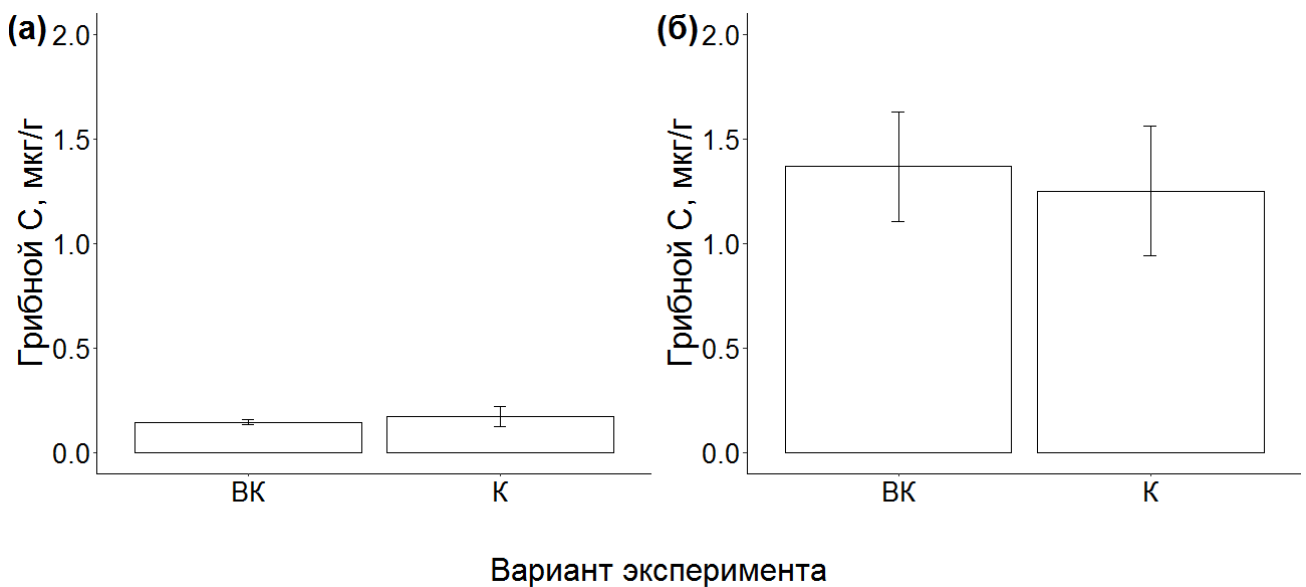 (а)
Грибной С, мкг/г
2.0
1.5
1.0
0.5
0.0
ВК
К
(б)
Грибной С, мкг/г
2.0
1.5
1.0
0.5
0.0
ВК
К
Вариант эксперимента